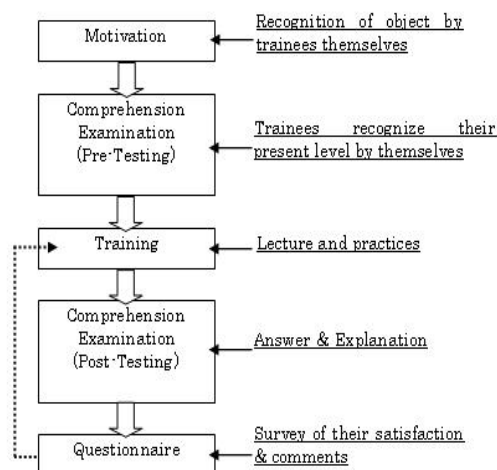 Motivation
Recognition of object by
trainees themselves
Comprehension
Examination
(Pre-Testing)
Trainees recognize their
present level by themselves
Training
Lecture and practices
Comprehension
Examination
(Post-Testing)
Answer & Explanation
Questionnaire
Survey of their satisfaction
& comments